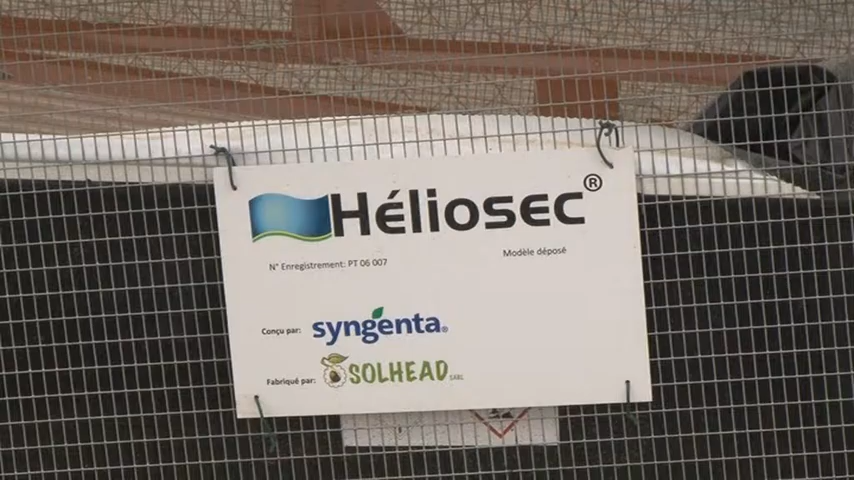 Héliosec®
N° Enregistrement: PT 06 007
Modèle déposé
Conçu par: syngenta®
Fabriqué par: SOLHEAD SARL